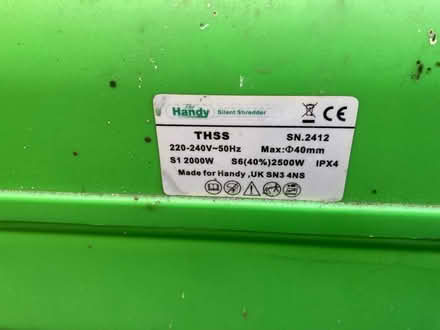 The Handy Silent Shredder
THSS SN.2412
220-240V~50Hz Max:Φ40mm
S1 2000W S6(40%)2500W IPX4
Made for Handy ,UK SN3 4NS
CE